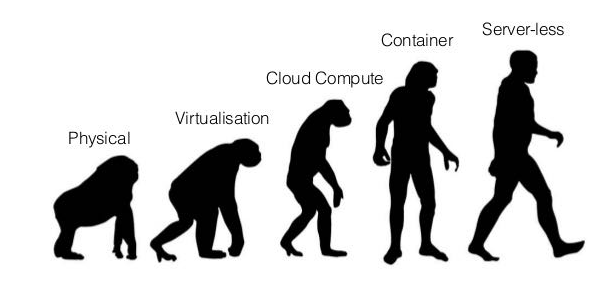 Physical
Virtualisation
Cloud Compute
Container
Server-less